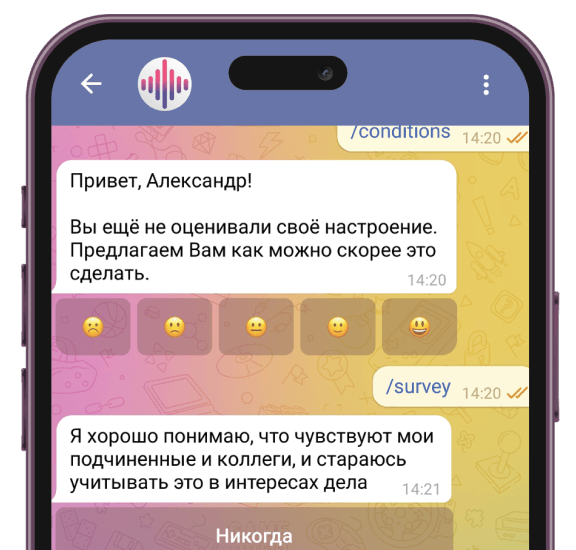 /conditions
14:20
Привет, Александр!
Вы ещё не оценивали своё настроение.
Предлагаем Вам как можно скорее это
сделать.
14:20
/survey
14:20
Я хорошо понимаю, что чувствуют мои
подчиненные и коллеги, и стараюсь
учитывать это в интересах дела
14:21
Никогда